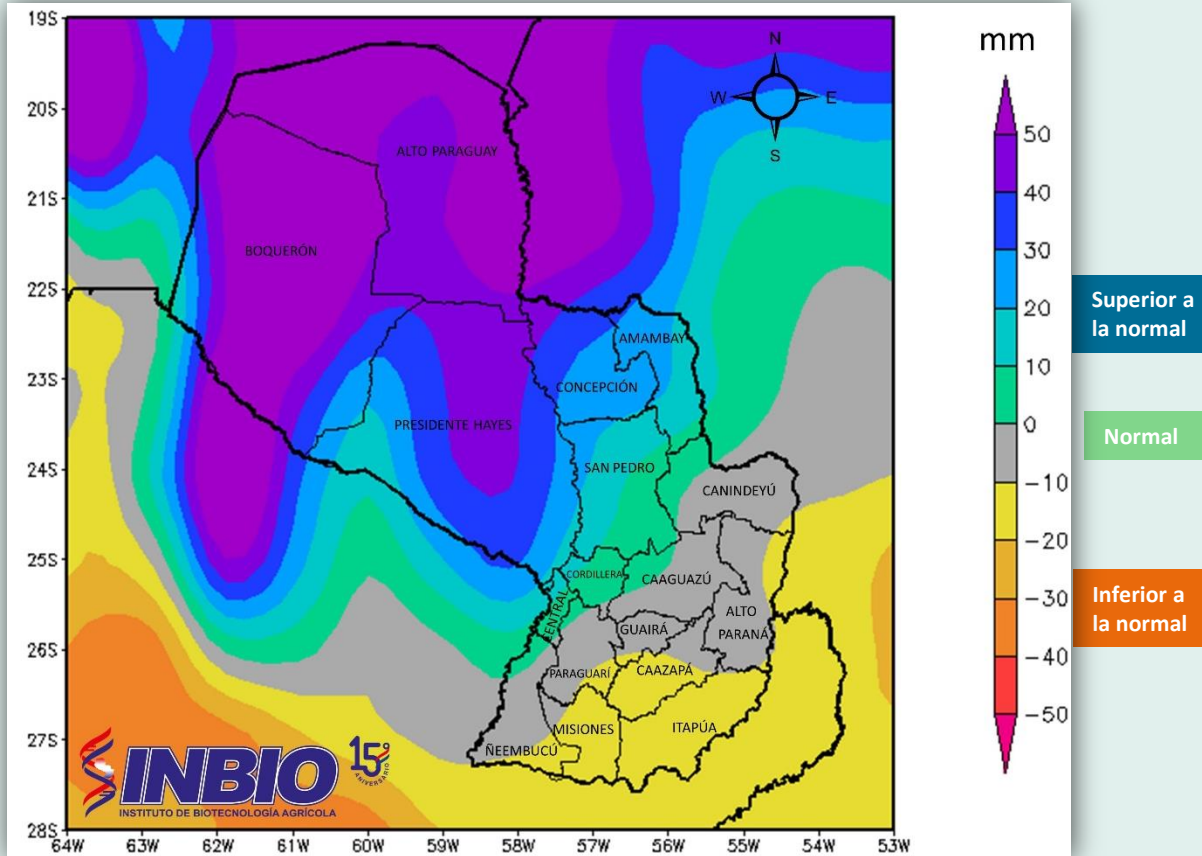 19S
20S
21S
22S
23S
24S
25S
26S
27S
28S
64W
63W
62W
61W
60W
59W
58W
57W
56W
55W
54W
53W
N
W
E
S
ALTO PARAGUAY
BOQUERÓN
AMAMBAY
CONCEPCIÓN
PRESIDENTE HAYES
SAN PEDRO
CANINDEYÚ
CORDILLERA
CAAGUAZÚ
CENTRAL
ALTO
PARANÁ
GUAIRÁ
PARAGUARÍ
CAAZAPÁ
MISIONES
ITAPÚA
ÑEEMBUCÚ
INBIO
INSTITUTO DE BIOTECNOLOGÍA AGRÍCOLA
15º
ANIVERSARIO
mm
50
40
30
20
10
0
-10
-20
-30
-40
-50
Superior a
la normal
Normal
Inferior a
la normal